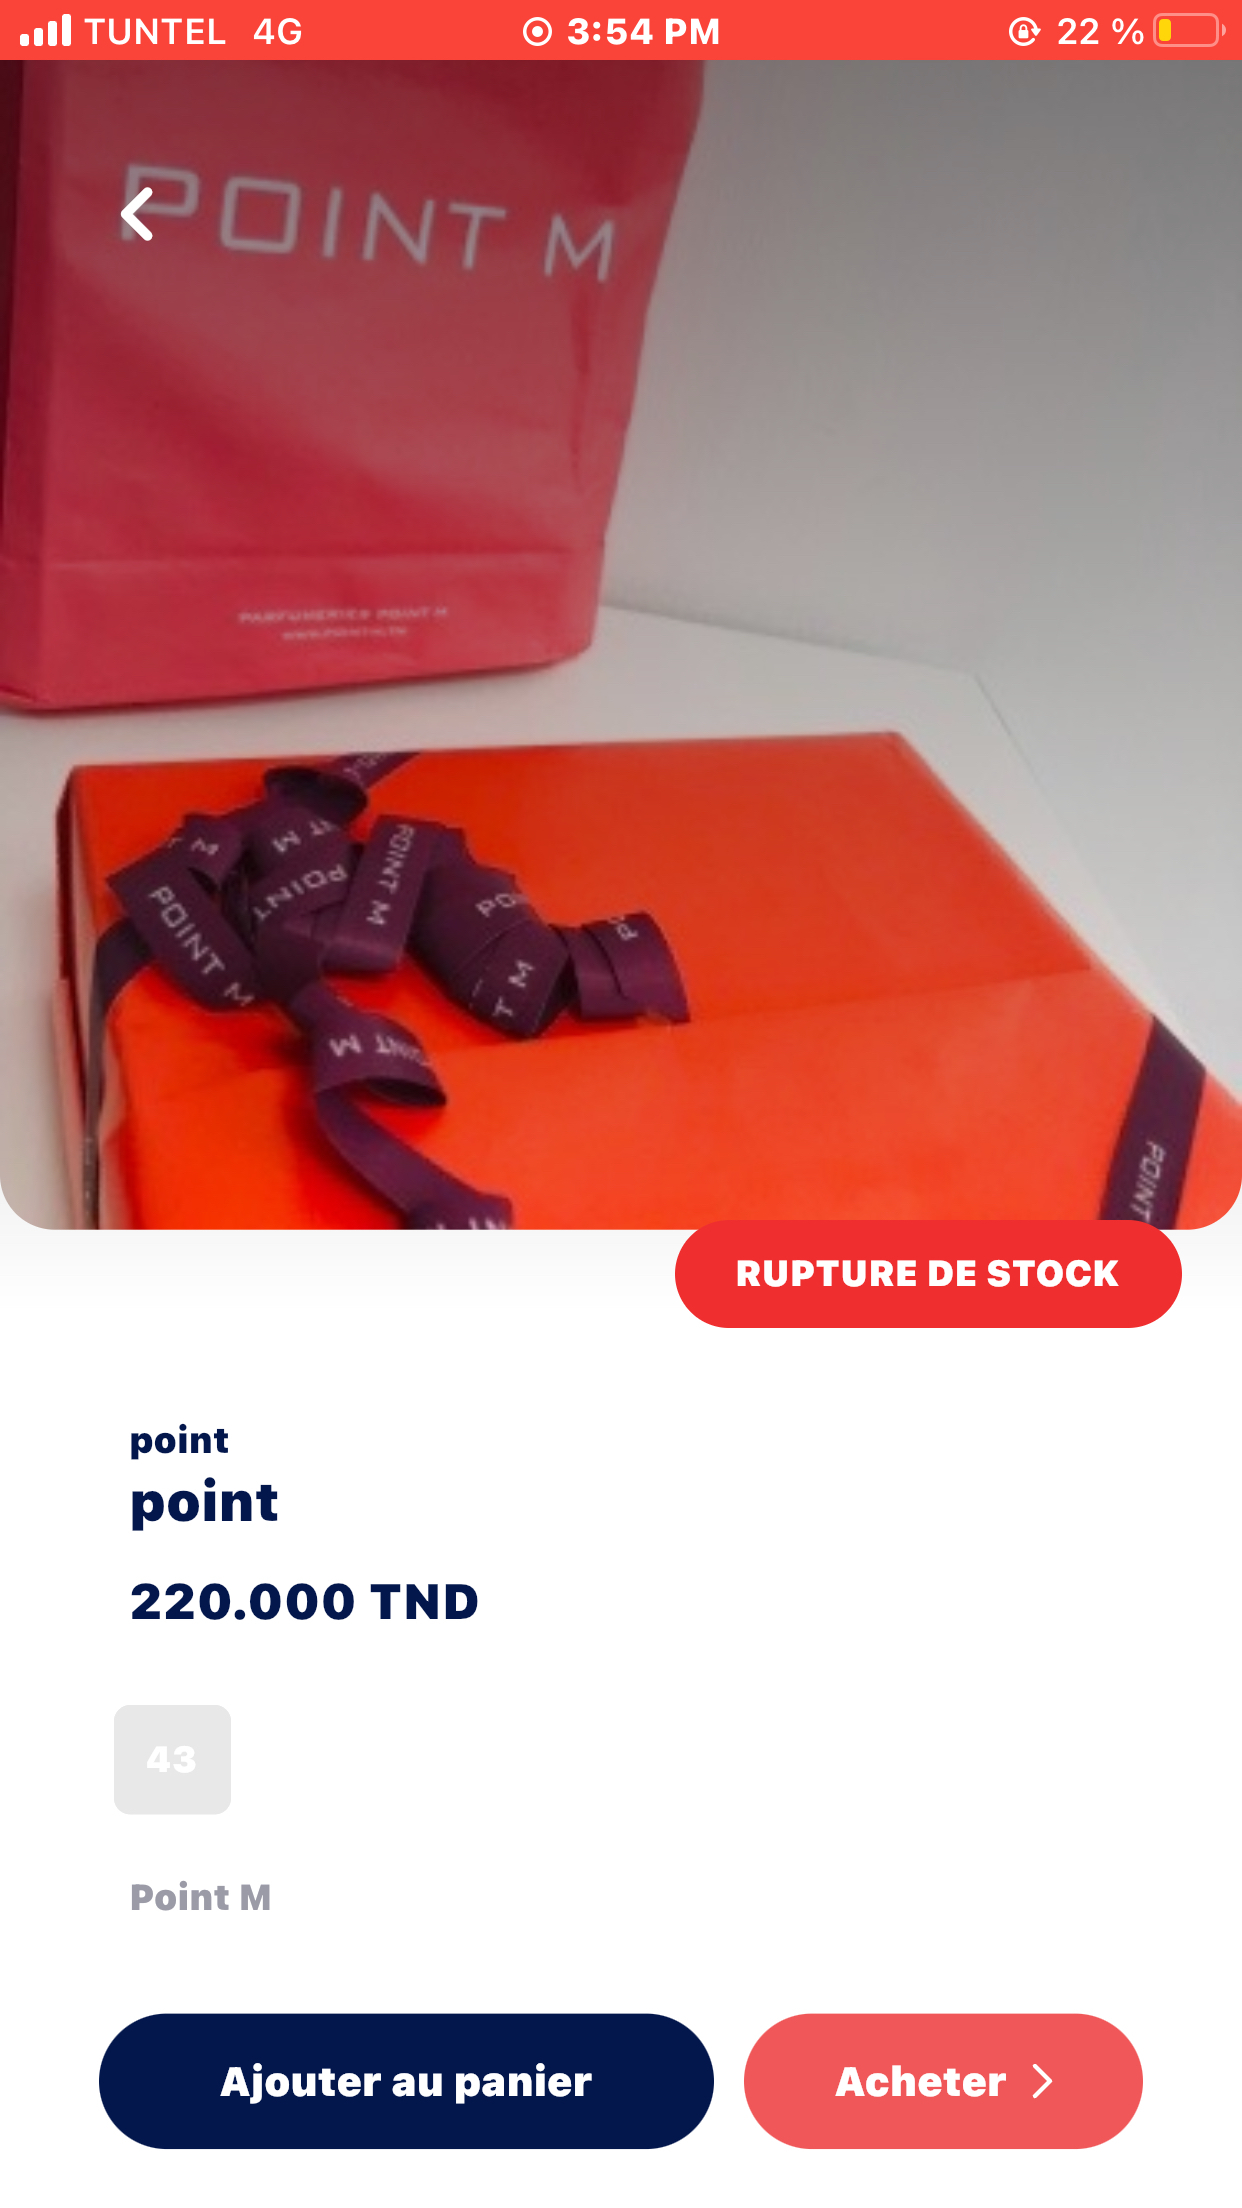 TUNTEL 4G 3:54 PM 22 %
POINT M
PARFUMERIES POINT M
POINT M
POINT
POINT M
POINT M
T M
POINT
RUPTURE DE STOCK
point
point
220.000 TND
43
Point M
Ajouter au panier
Acheter